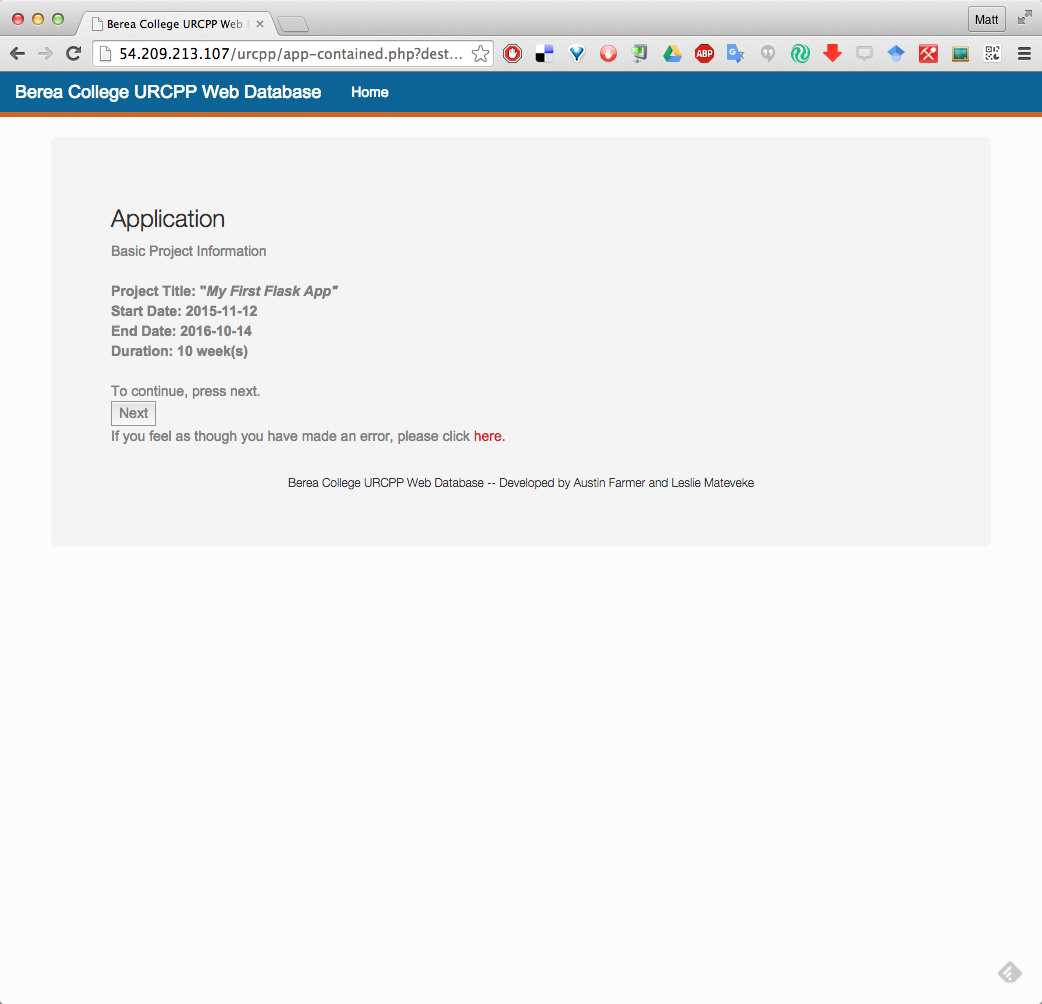 Berea College URCPP Web
Matt
54.209.213.107/urcpp/app-contained.php?dest...
ABP
Berea College URCPP Web Database Home
Application
Basic Project Information
Project Title: "My First Flask App"
Start Date: 2015-11-12
End Date: 2016-10-14
Duration: 10 week(s)
To continue, press next.
Next
If you feel as though you have made an error, please click here.
Berea College URCPP Web Database -- Developed by Austin Farmer and Leslie Mateveke